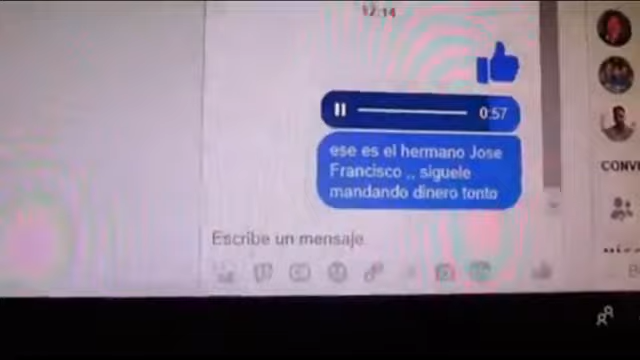 12:14
0:57
ese es el hermano Jose
Francisco .. siguele
mandando dinero tonto
Escribe un mensaje
CONV